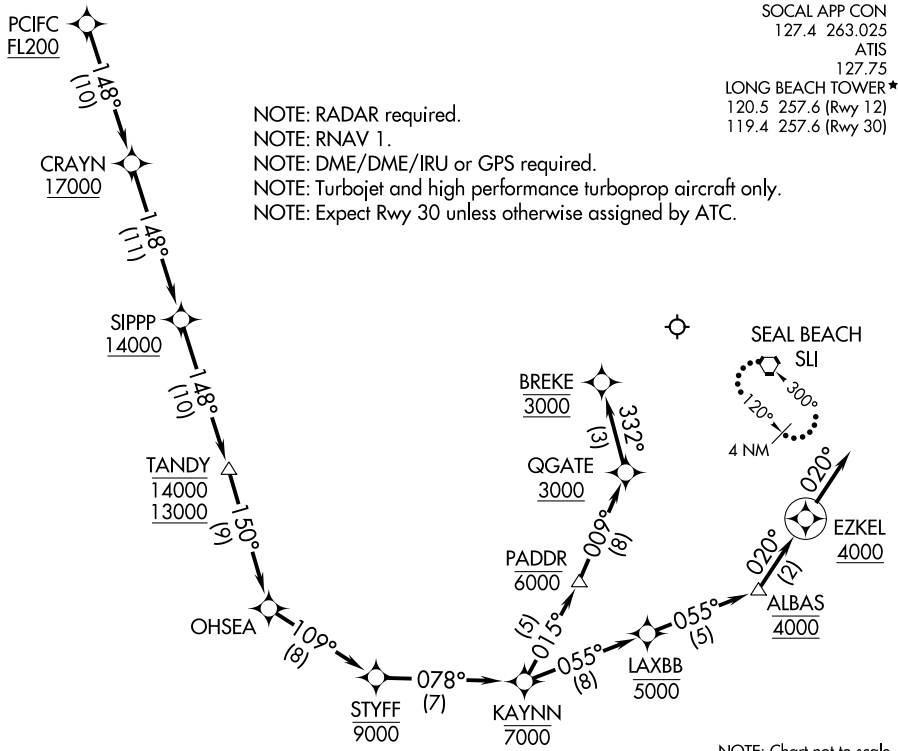 PCIFC
FL200
148°
(10)
CRAYN
17000
148°
(11)
SIPPP
14000
148°
(10)
TANDY
14000
13000
150°
(9)
OHSEA
109°
(8)
STYFF
9000
078°
(7)
KAYNN
7000
SOCAL APP CON
127.4 263.025
ATIS
127.75
LONG BEACH TOWER★
120.5 257.6 (Rwy 12)
119.4 257.6 (Rwy 30)
NOTE: RADAR required.
NOTE: RNAV 1.
NOTE: DME/DME/IRU or GPS required.
NOTE: Turbojet and high performance turboprop aircraft only.
NOTE: Expect Rwy 30 unless otherwise assigned by ATC.
BREKE
3000
332°
(3)
QGATE
3000
009°
(8)
PADDR
6000
015°
(5)
055°
(8)
LAXBB
5000
055°
(5)
ALBAS
4000
020°
(2)
EZKEL
4000
020°
SEAL BEACH
SLI
300°
120°
4 NM
NOTE: Chart not to scale